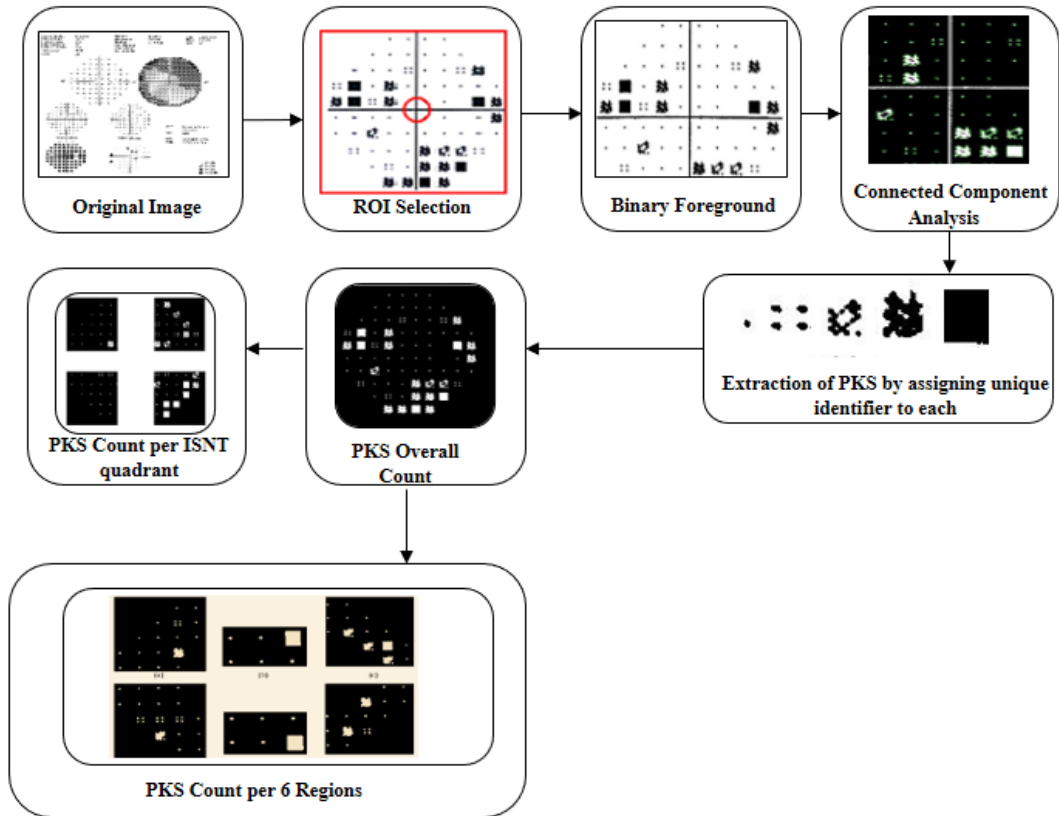 Original Image
ROI Selection
Binary Foreground
Connected Component
Analysis
Extraction of PKS by assigning unique
identifier to each
PKS Overall
Count
PKS Count per ISNT
quadrant
PKS Count per 6 Regions